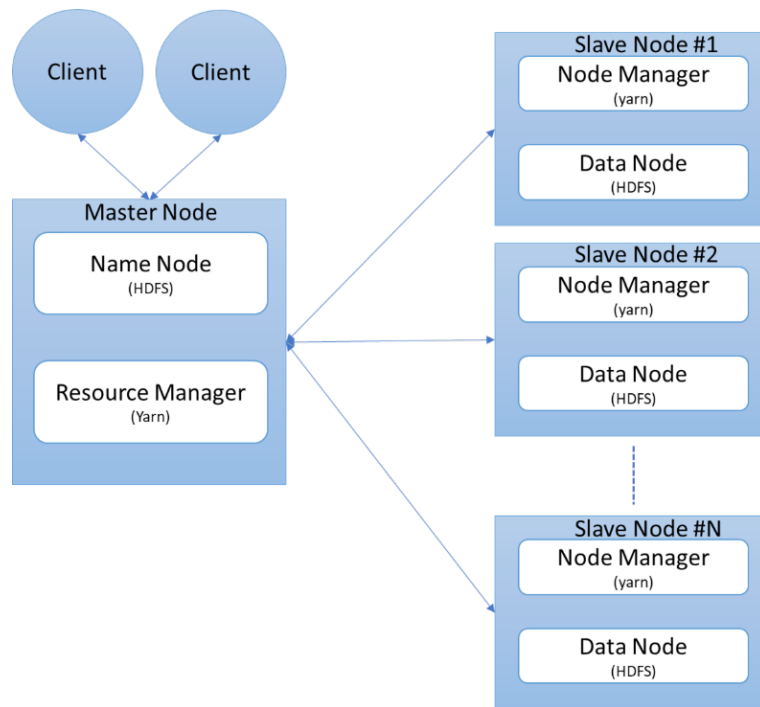 Client
Client
Master Node
Name Node
(HDFS)
Resource Manager
(Yarn)
Slave Node #1
Node Manager
(yarn)
Data Node
(HDFS)
Slave Node #2
Node Manager
(yarn)
Data Node
(HDFS)
Slave Node #N
Node Manager
(yarn)
Data Node
(HDFS)